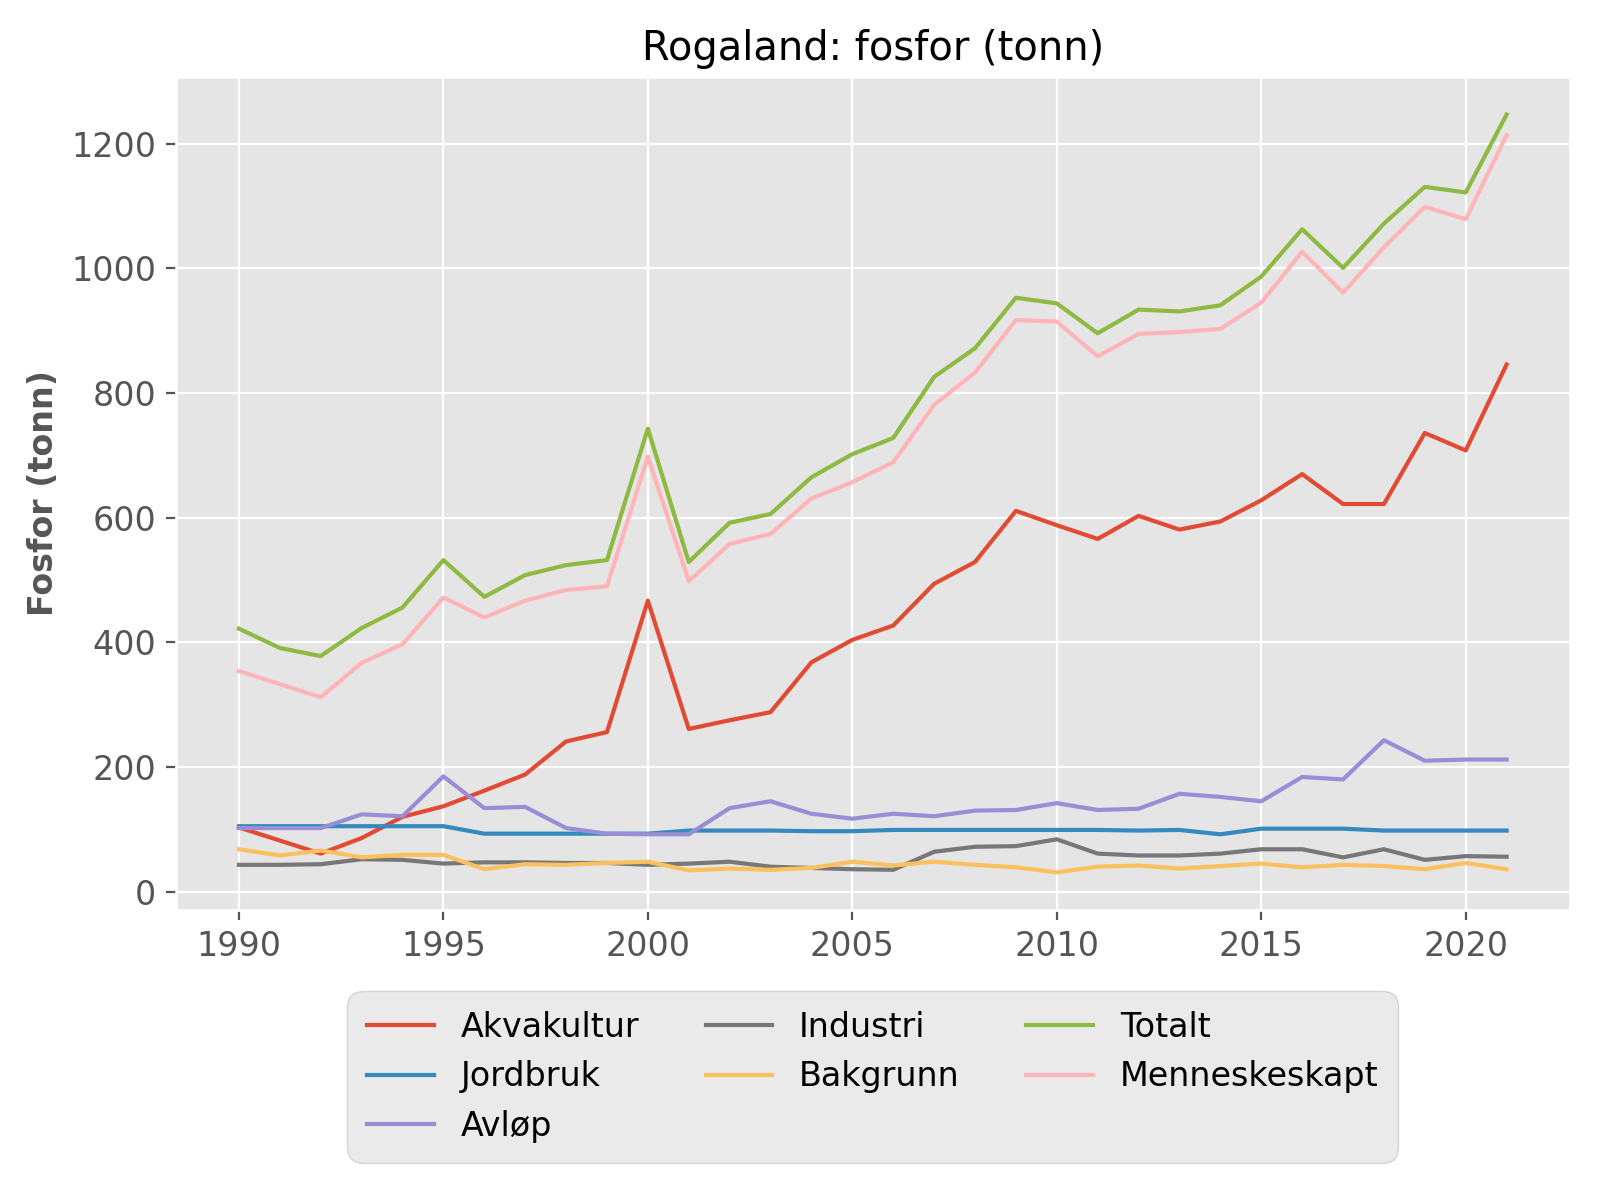 Rogaland: fosfor (tonn)
Fosfor (tonn)
1200
1000
800
600
400
200
0
1990 1995 2000 2005 2010 2015 2020
Akvakultur Industri Totalt
Jordbruk Bakgrunn Menneskeskapt
Avløp